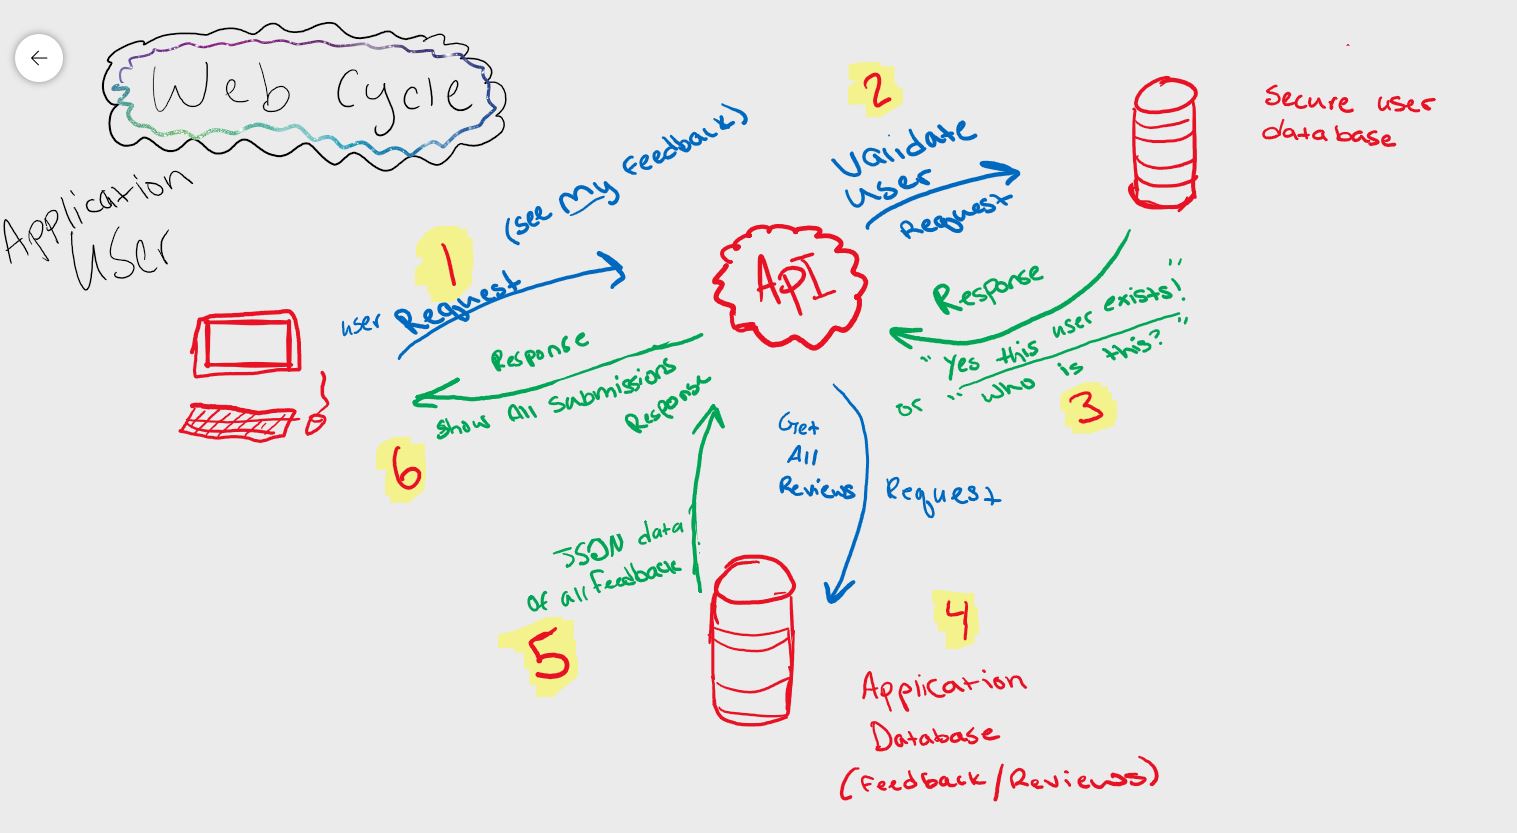 Web Cycle
Application
User
1
(see my feedback)
user Request
2
Validate
user
Request
Secure user
database
API
Response
"Yes this user exists!"
or "who is this?"
3
Get
All
Reviews
Request
4
Application
Database
(Feedback/Reviews)
Response
JSON data
of all feedback
5
Response
Show All Submissions
6